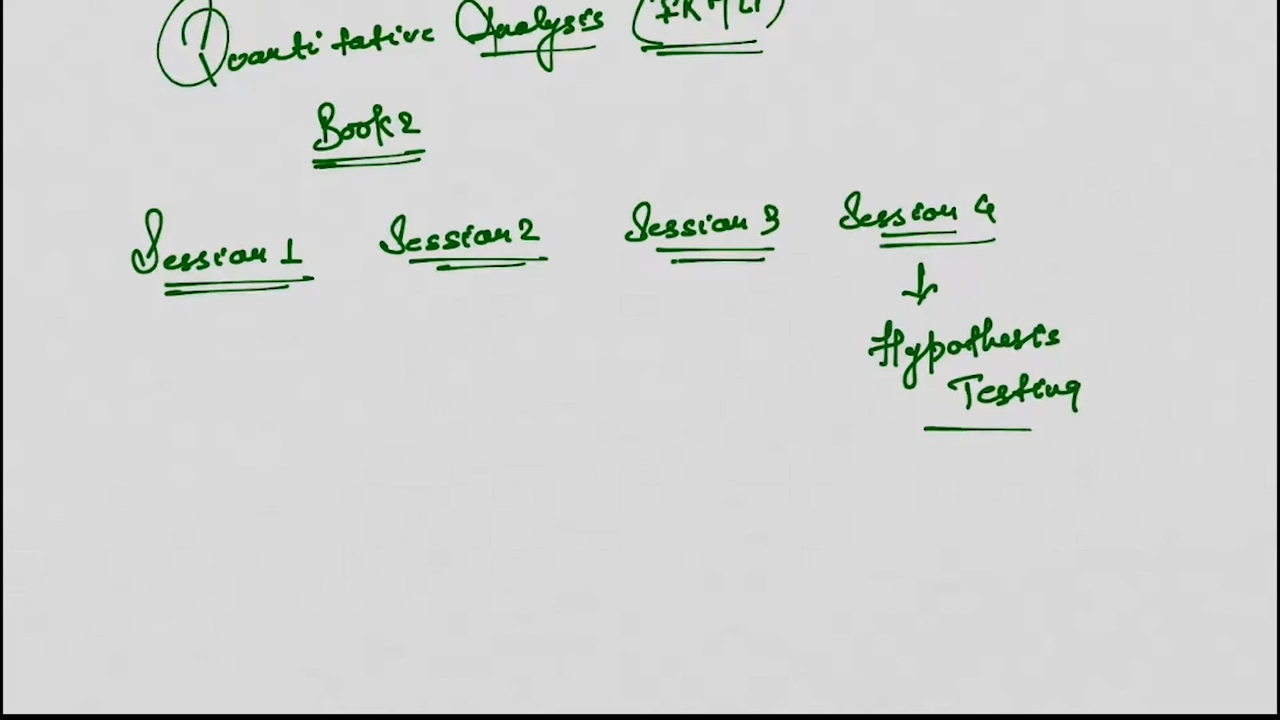 Quantitative Analysis
Book 2
Session 1 Session 2 Session 3 Session 4
↓
Hypothesis
Testing